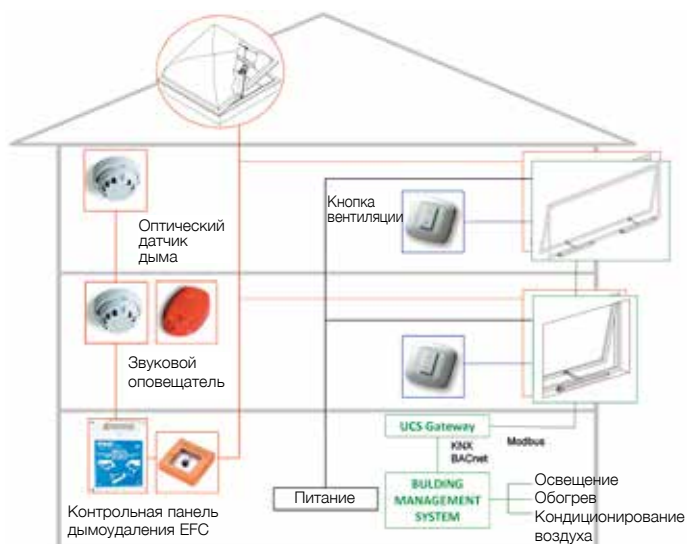 Оптический
датчик
дыма
Кнопка
вентиляции
Звуковой
оповещатель
UCS Gateway
KNX
BACnet
Modbus
BULDING
MANAGEMENT
SYSTEM
Питание
Освещение
Обогрев
Кондиционирование
воздуха
Контрольная панель
дымоудаления EFC